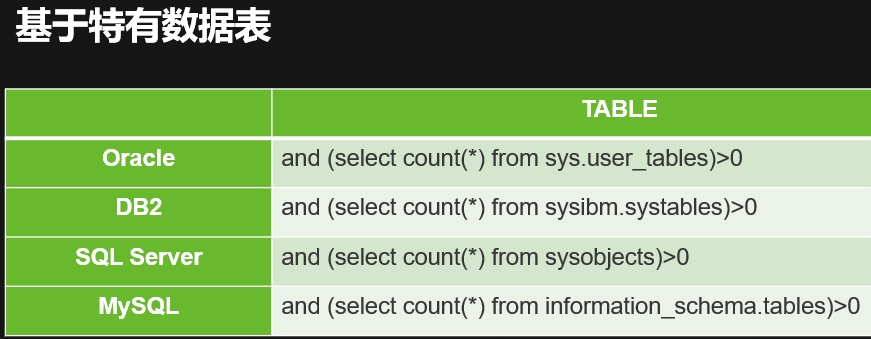 基于特有数据表
TABLE
Oracle and (select count(*) from sys.user_tables)>0
DB2 and (select count(*) from sysibm.systables)>0
SQL Server and (select count(*) from sysobjects)>0
MySQL and (select count(*) from information_schema.tables)>0